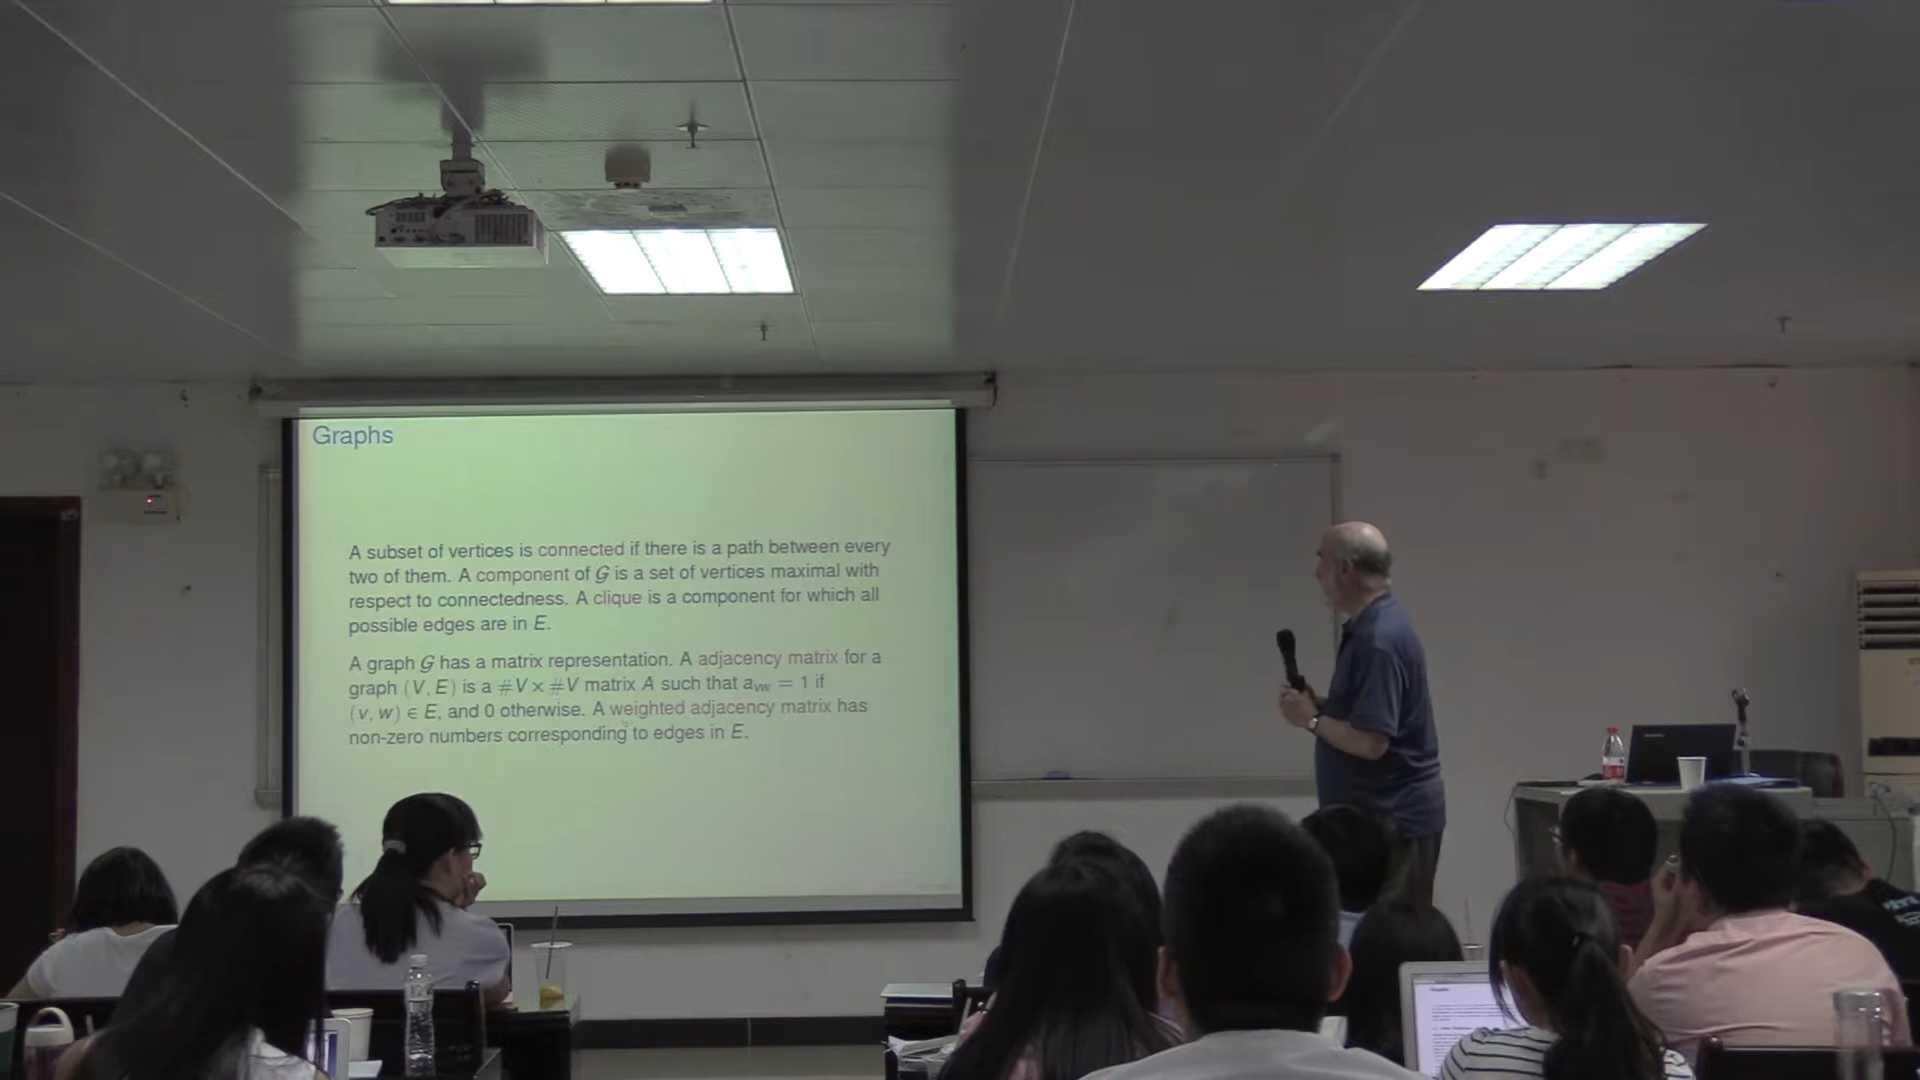 Graphs
A subset of vertices is connected if there is a path between every
two of them. A component of 𝒢 is a set of vertices maximal with
respect to connectedness. A clique is a component for which all
possible edges are in E.
A graph 𝒢 has a matrix representation. A adjacency matrix for a
graph (V, E) is a #V × #V matrix A such that aᵥw = 1 if
(v, w) ∈ E, and 0 otherwise. A weighted adjacency matrix has
non-zero numbers corresponding to edges in E.